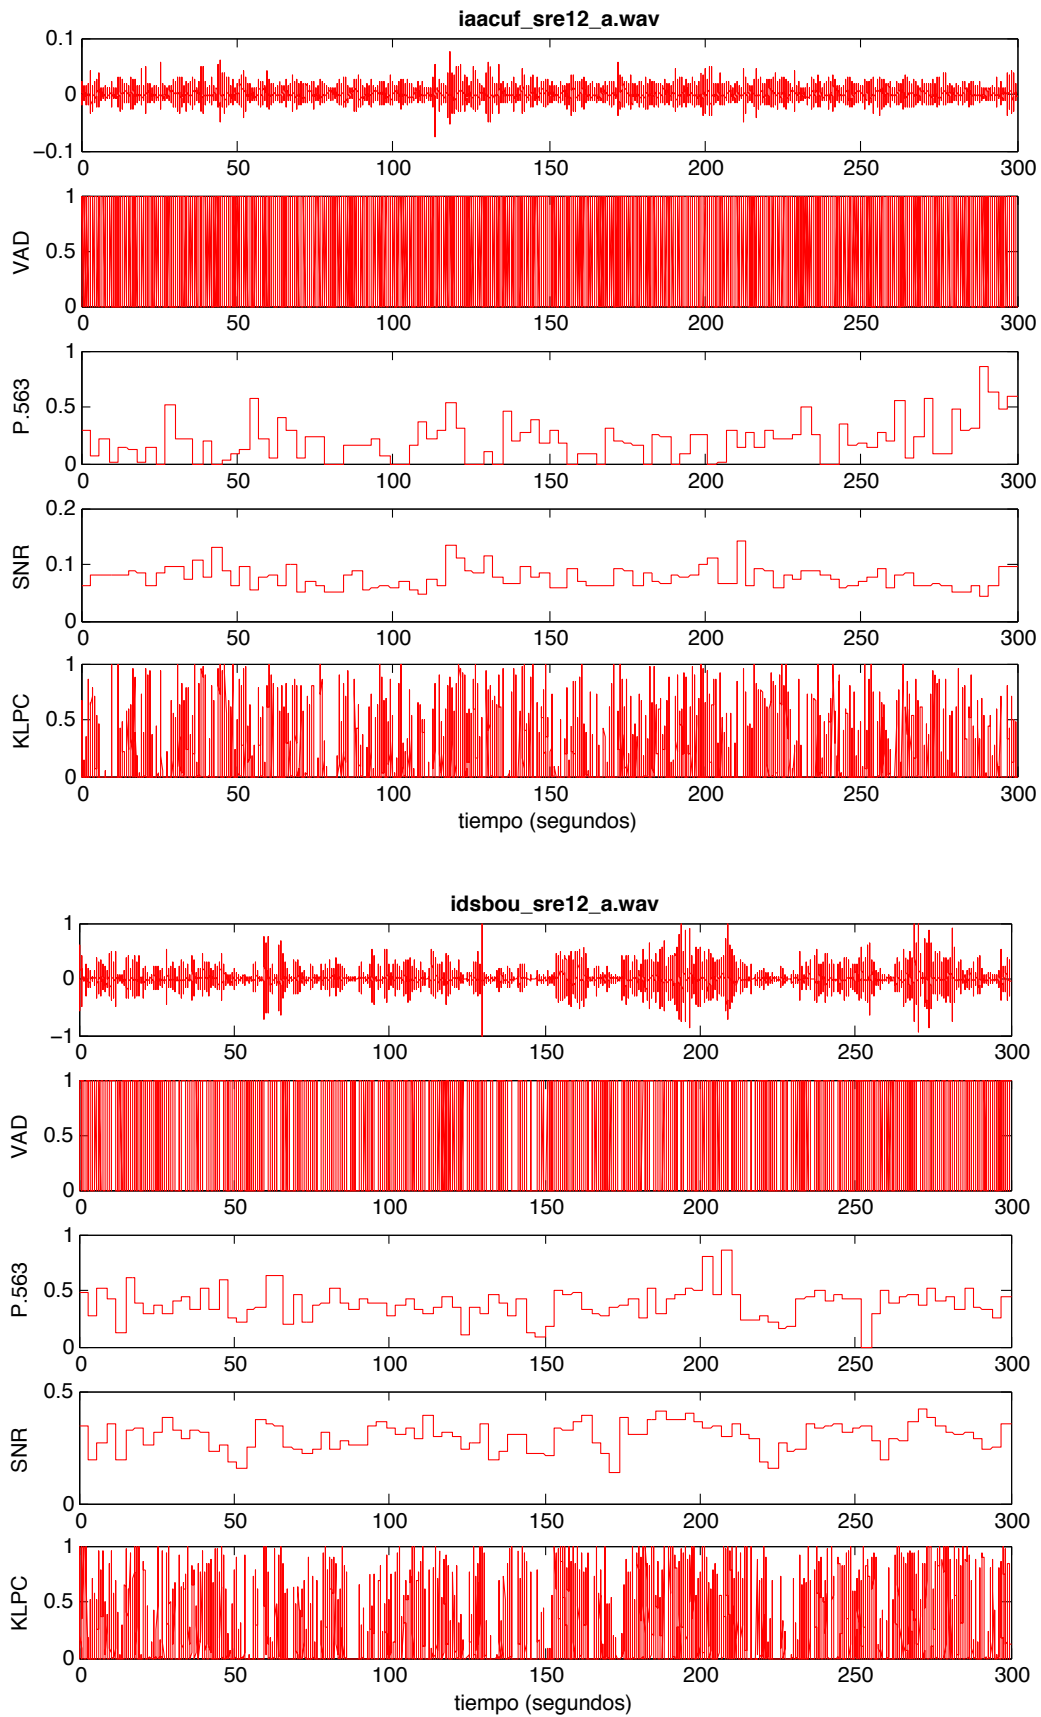 iaacuf_sre12_a.wav
0.1
0
−0.1
0 50 100 150 200 250 300
VAD
1
0.5
0
0 50 100 150 200 250 300
P.563
1
0.5
0
0 50 100 150 200 250 300
SNR
0.2
0.1
0
0 50 100 150 200 250 300
KLPC
1
0.5
0
0 50 100 150 200 250 300
tiempo (segundos)
idsbou_sre12_a.wav
1
0
−1
0 50 100 150 200 250 300
VAD
1
0.5
0
0 50 100 150 200 250 300
P.563
1
0.5
0
0 50 100 150 200 250 300
SNR
0.5
0
0 50 100 150 200 250 300
KLPC
1
0.5
0
0 50 100 150 200 250 300
tiempo (segundos)